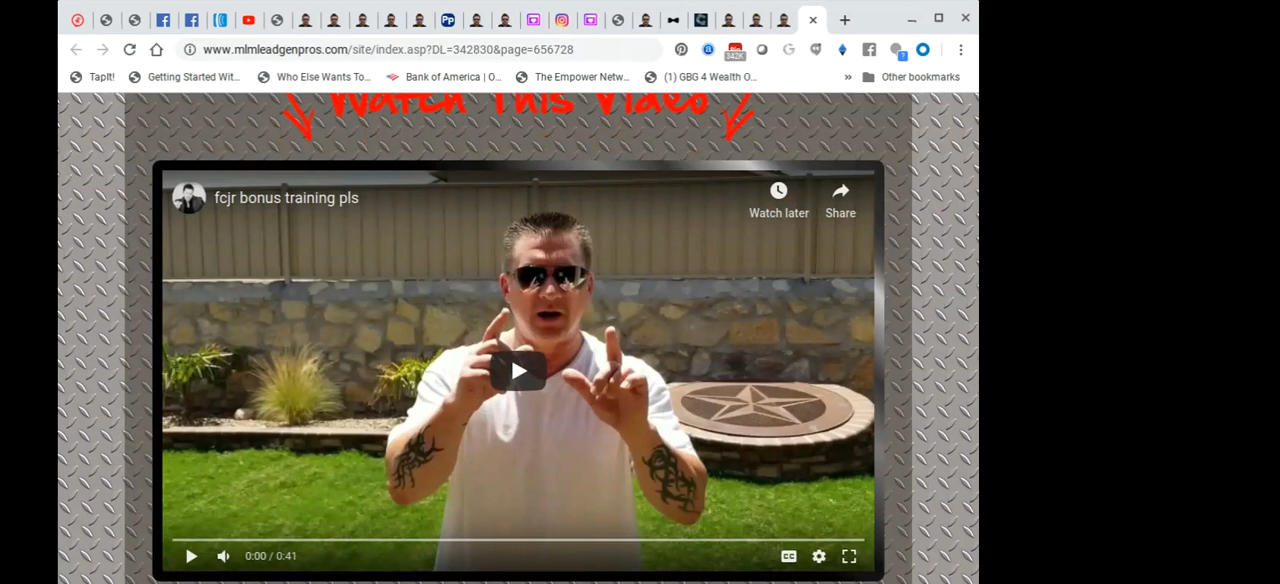 Pp
www.mlmleadgenpros.com/site/index.asp?DL=342830&page=656728
342K
TapIt!
Getting Started Wit...
Who Else Wants To...
Bank of America | O...
The Empower Netw...
(1) GBG 4 Wealth O...
»
Other bookmarks
Watch This Video
fcjr bonus training pls
Watch later
Share
0:00 / 0:41
CC